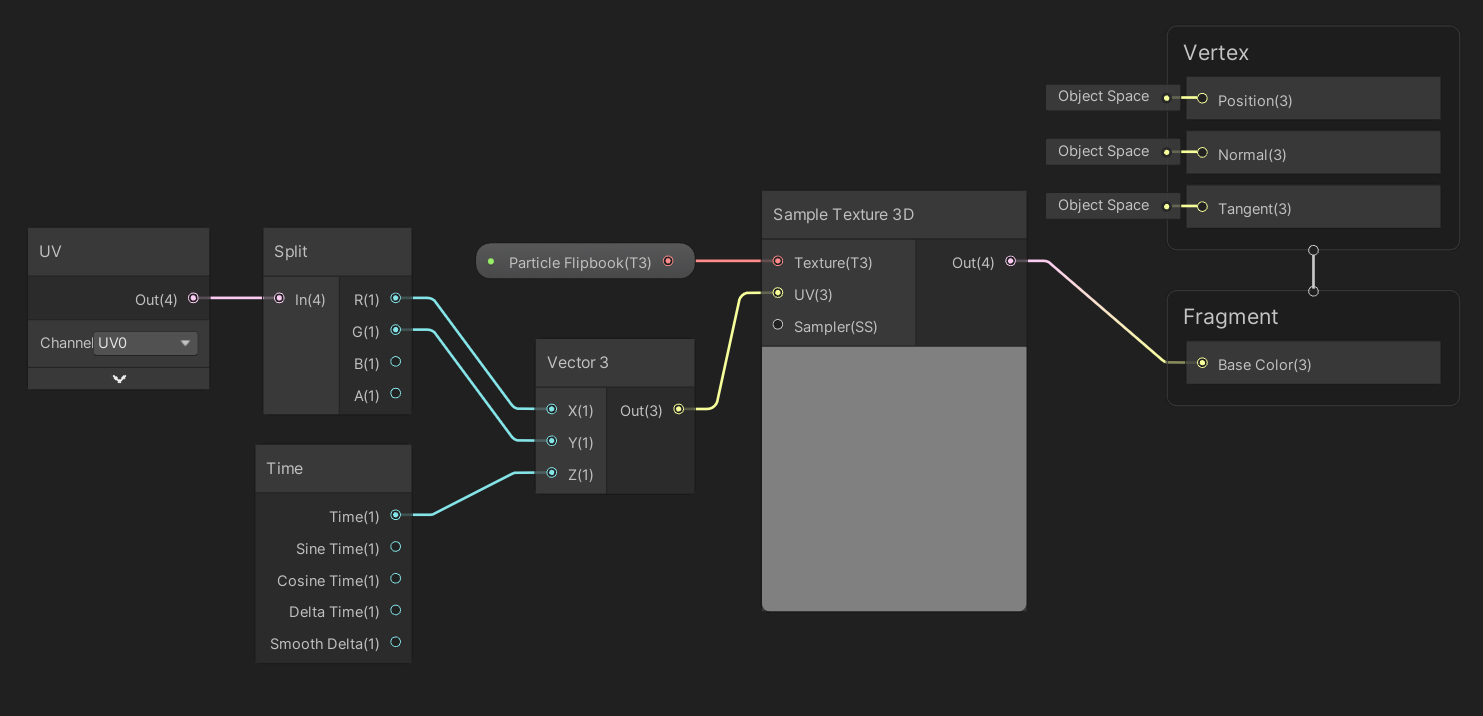 UV
Out(4)
Channel UV0
Split
In(4) R(1)
G(1)
B(1)
A(1)
Time
Time(1)
Sine Time(1)
Cosine Time(1)
Delta Time(1)
Smooth Delta(1)
Particle Flipbook(T3)
Vector 3
X(1) Out(3)
Y(1)
Z(1)
Sample Texture 3D
Texture(T3) Out(4)
UV(3)
Sampler(SS)
Vertex
Object Space Position(3)
Object Space Normal(3)
Object Space Tangent(3)
Fragment
Base Color(3)